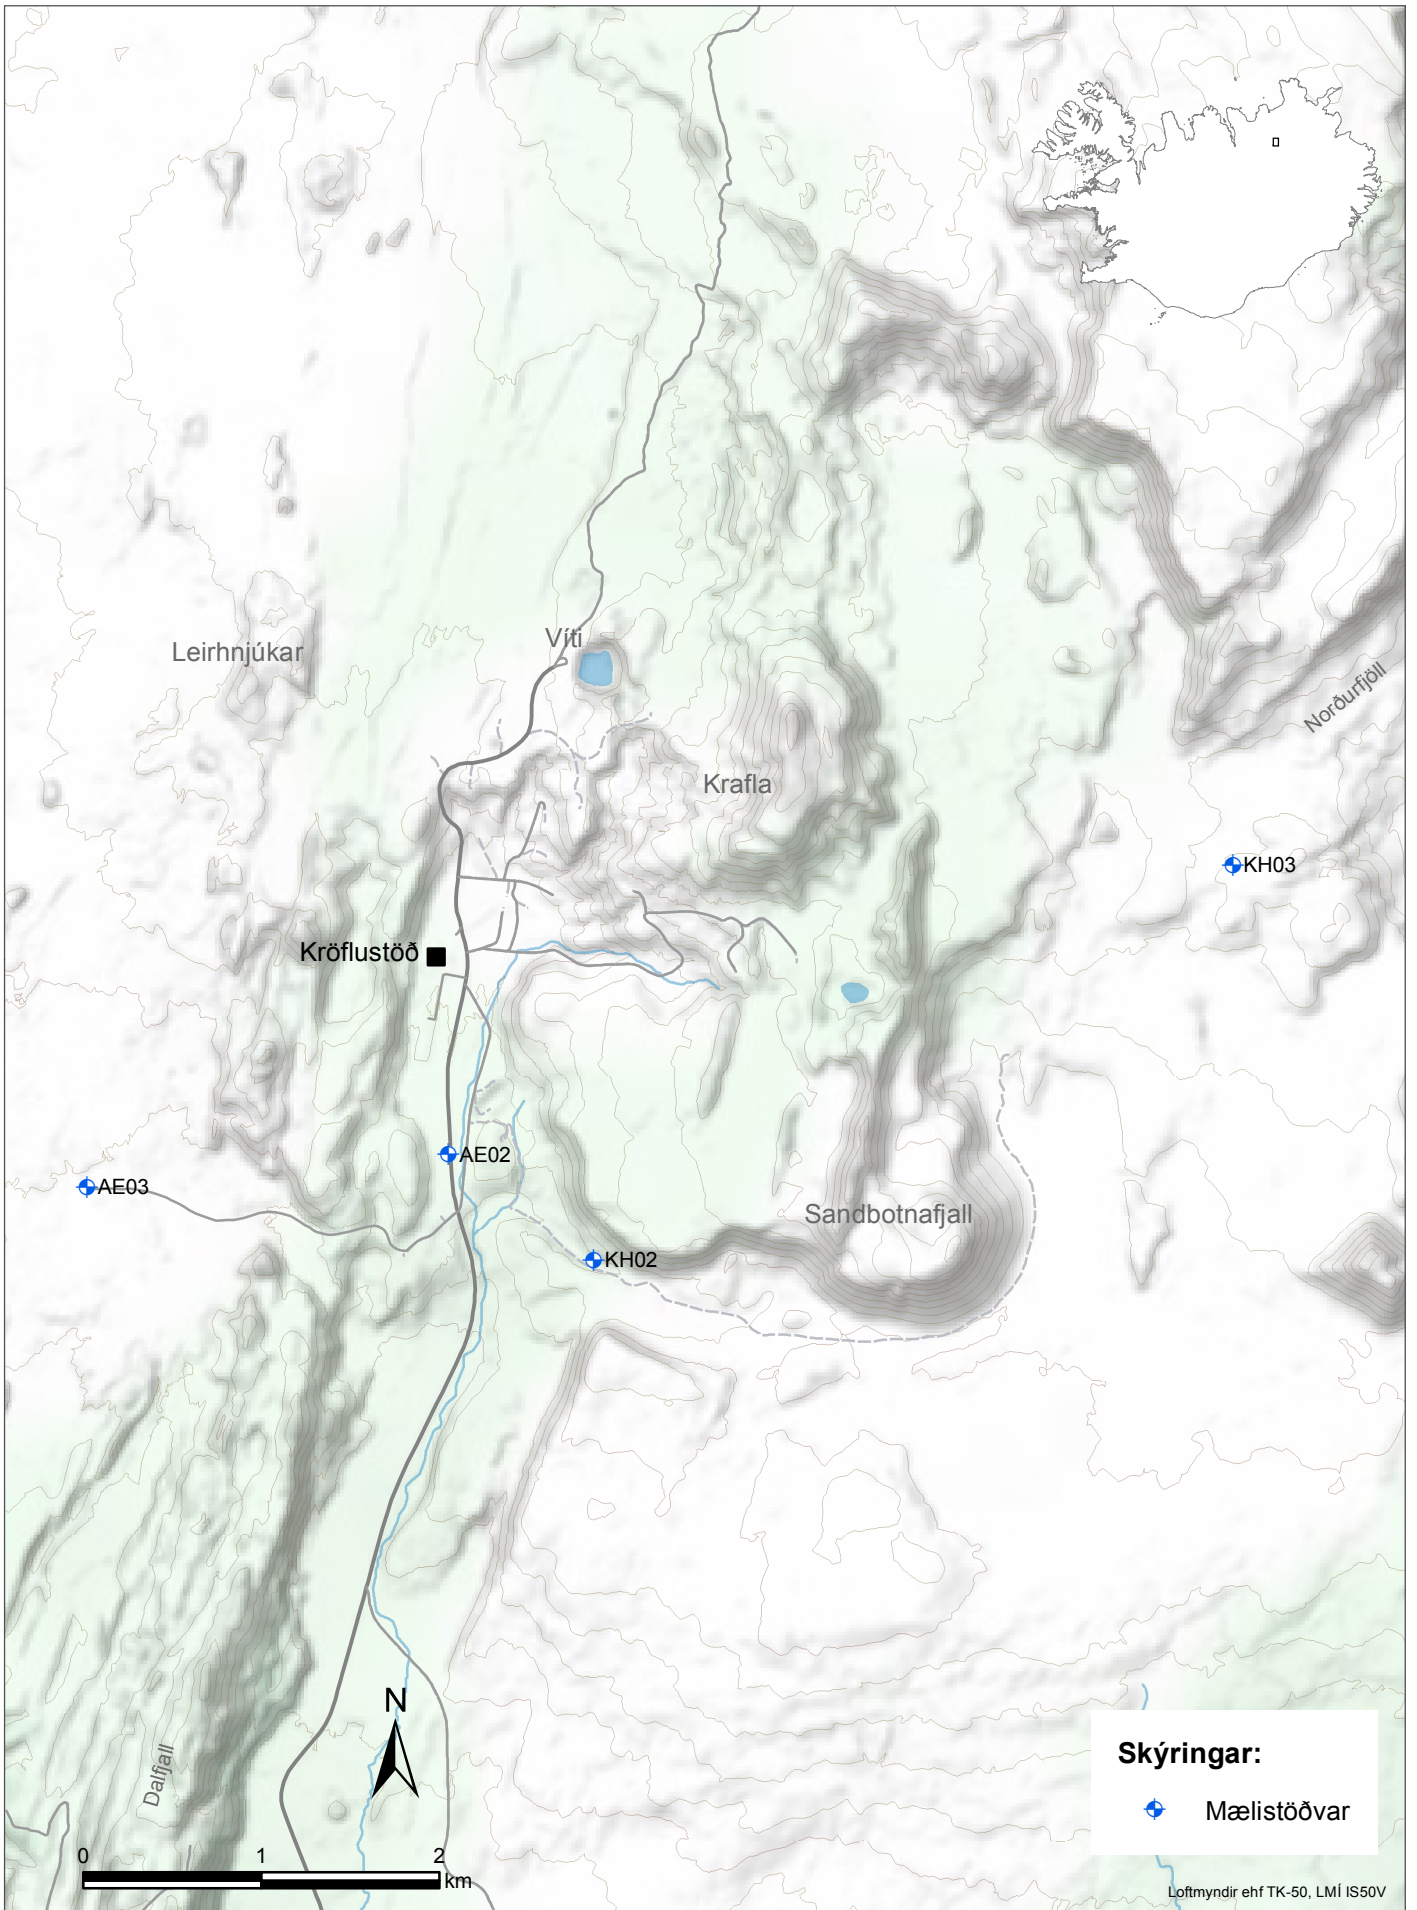 Víti
Leirhnjúkar
Norðurfjöll
Krafla
KH03
Kröflustöð
AE02
AE03
Sandbotnafjall
KH02
N
Dalfjall
Skýringar:
Mælistöðvar
0 1 2
km
Loftmyndir ehf TK-50, LMÍ IS50V